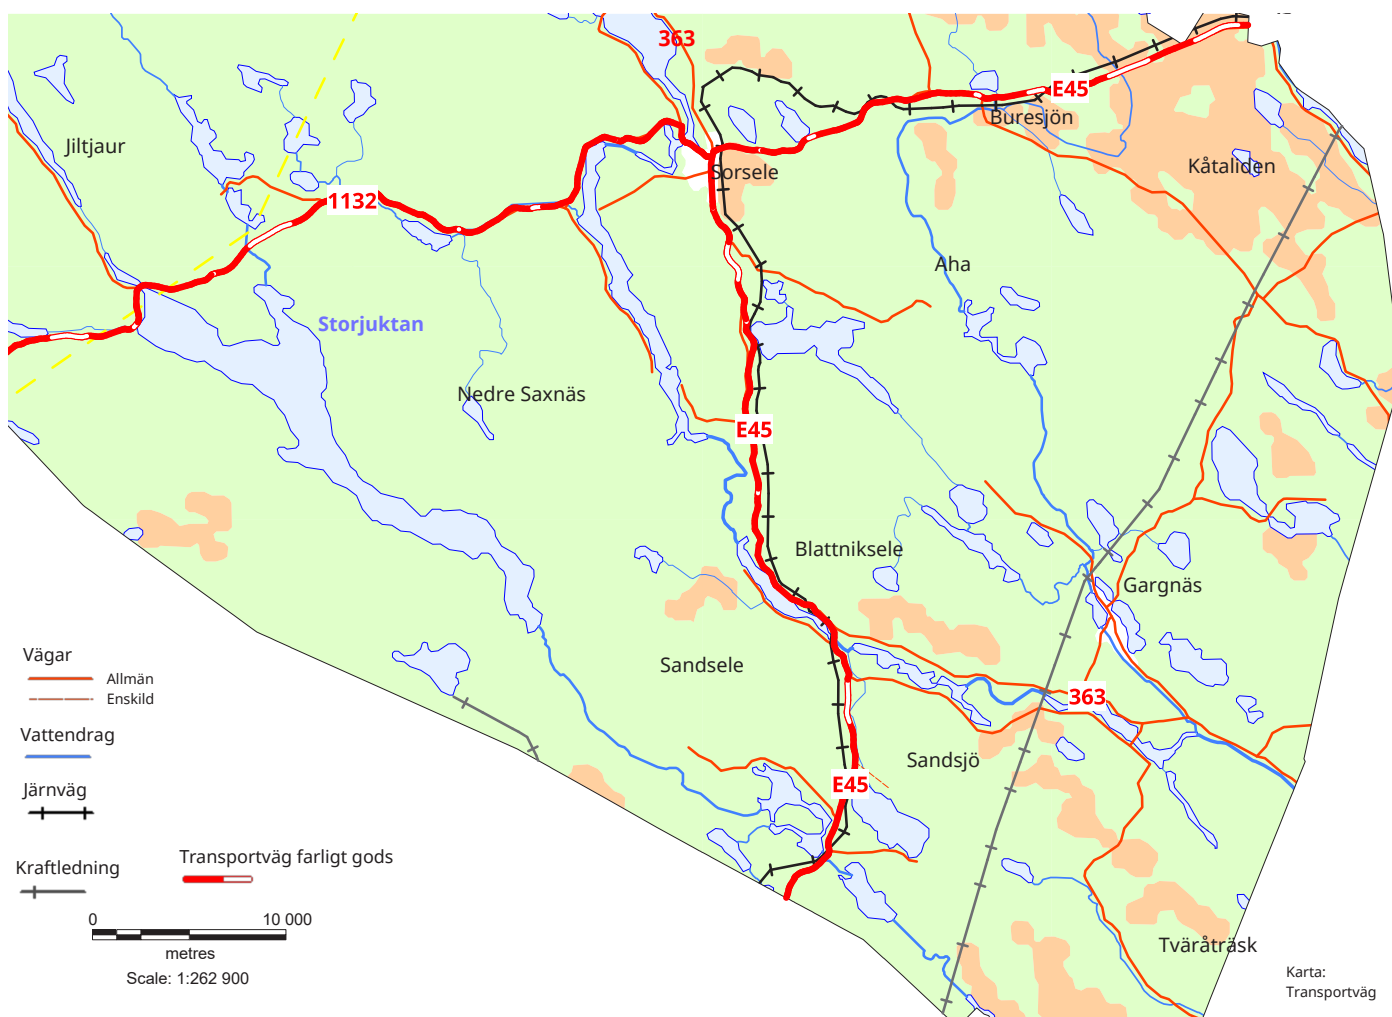 363
E45
Buresjön
Jiltjaur
Kåtaliden
Sorsele
1132
Aha
Storjuktan
Nedre Saxnäs
E45
Blattniksele
Gargnäs
Sandsele
363
Sandsjö
E45
Tväråträsk
Vägar
Allmän
Enskild
Vattendrag
Järnväg
Kraftledning
Transportväg farligt gods
0 10 000
metres
Scale: 1:262 900
Karta:
Transportväg